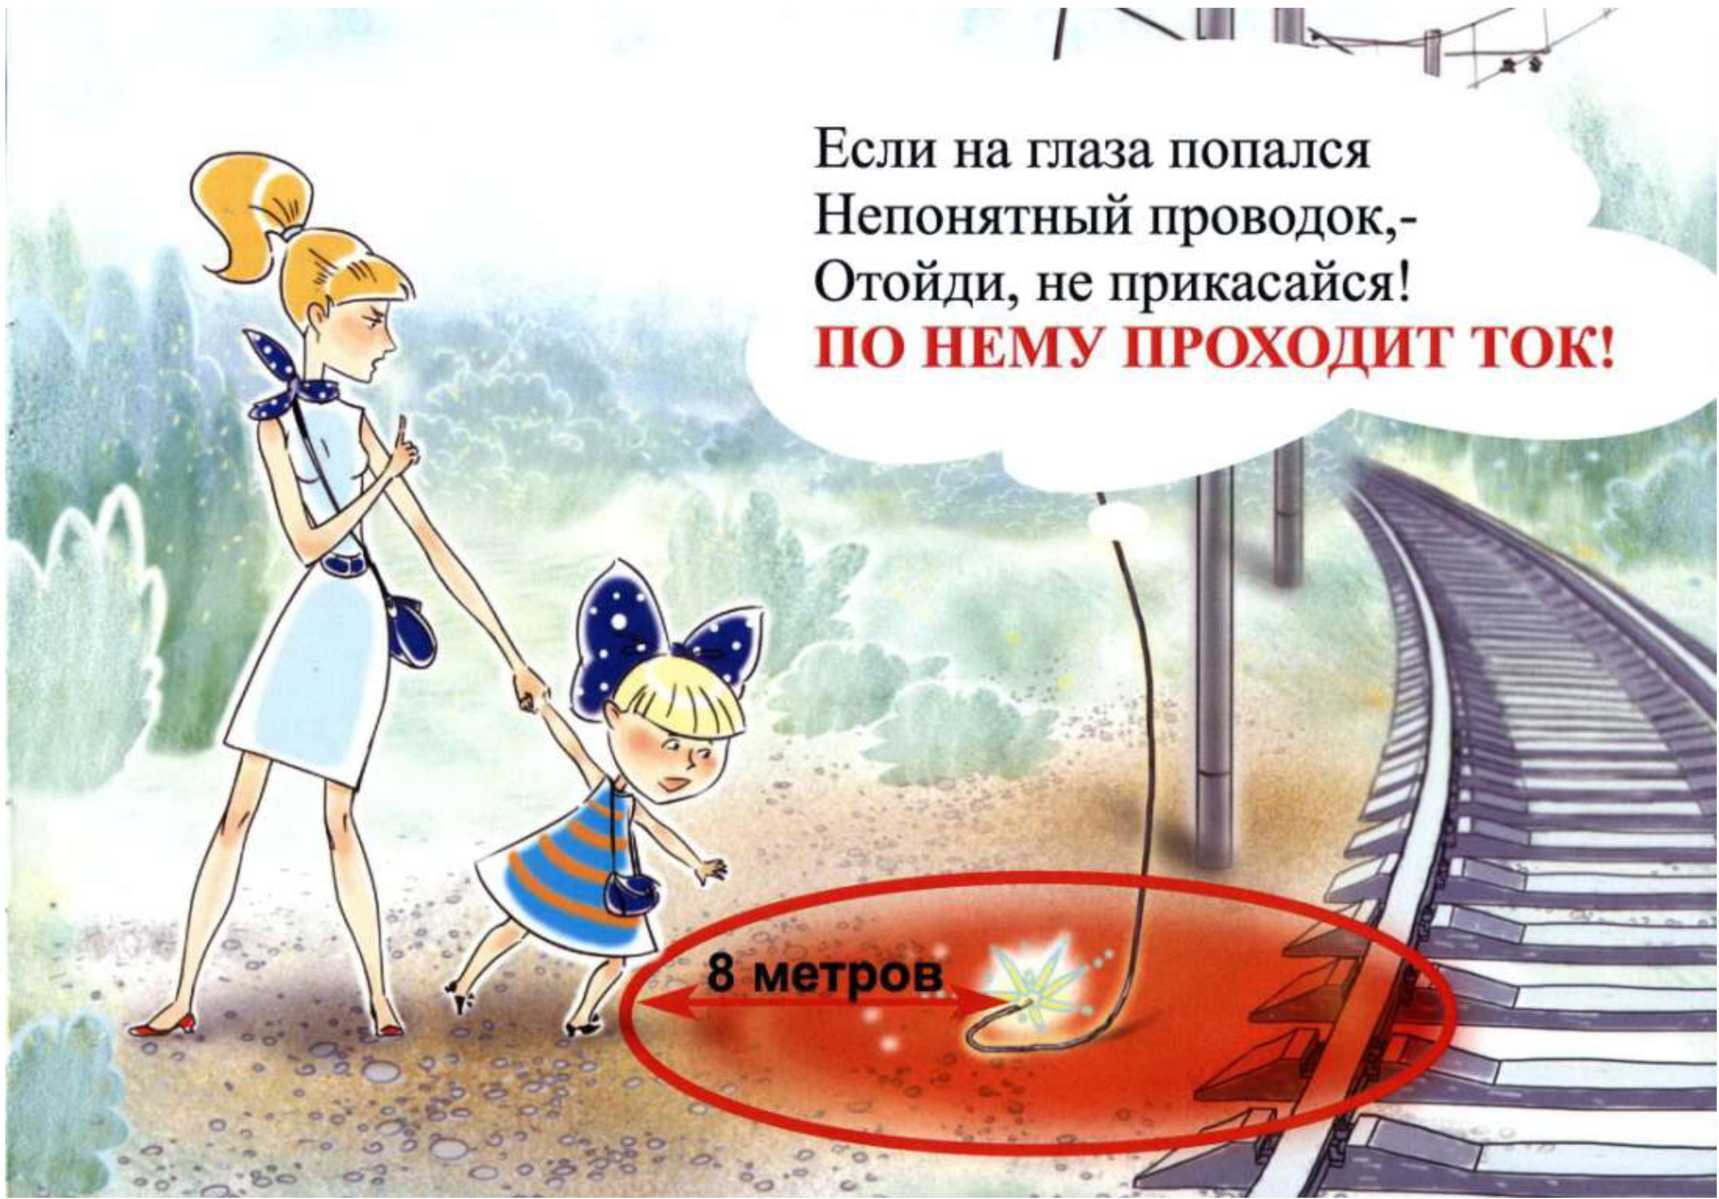 Если на глаза попался
Непонятный проводок,-
Отойди, не прикасайся!
ПО НЕМУ ПРОХОДИТ ТОК!
8 метров